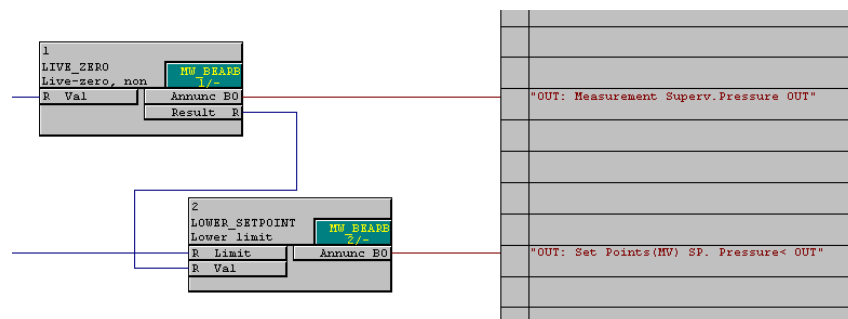 1
LIVE_ZERO
Live-zero, non
MW_BEARB
1/-
R Val
Annunc BO
Result R
"OUT: Measurement Superv.Pressure OUT"
2
LOWER_SETPOINT
Lower limit
MW_BEARB
2/-
R Limit
Annunc BO
R Val
"OUT: Set Points(MV) SP. Pressure< OUT"